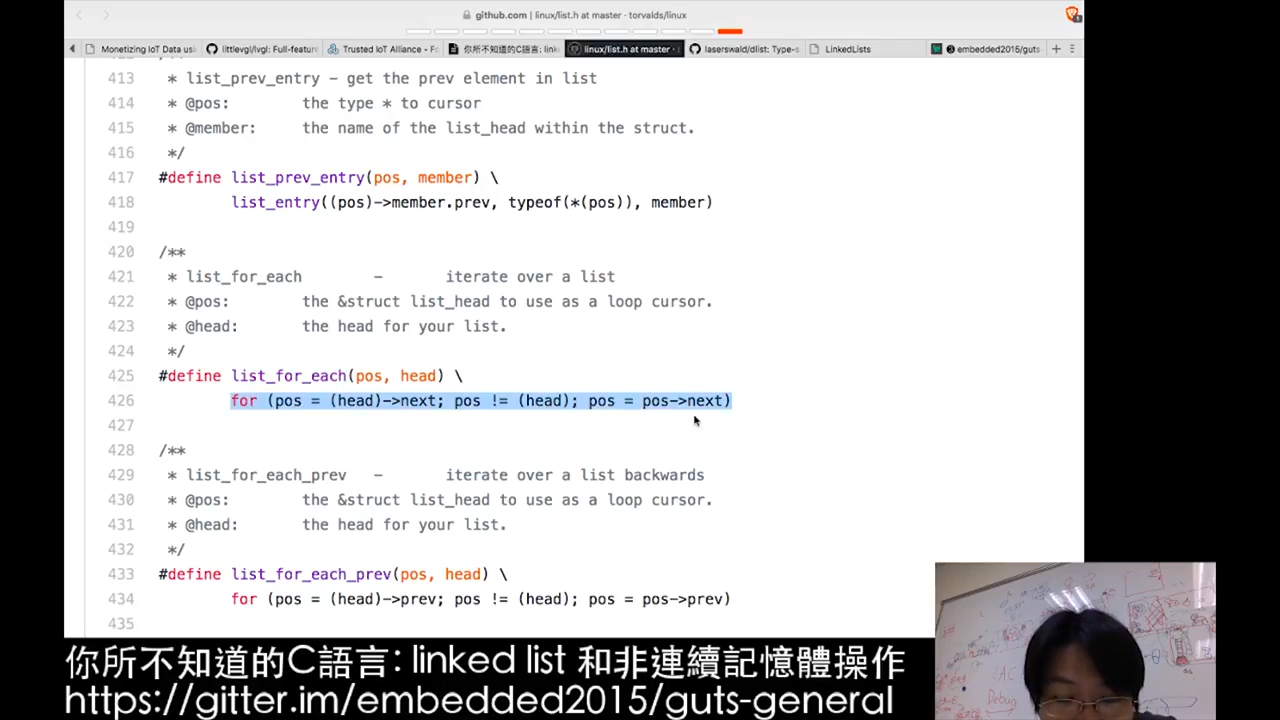 github.com | linux/list.h at master · torvalds/linux
Monetizing IoT Data usi
littlevgl/lvgl: Full-feature
Trusted IoT Alliance - Fo
你所不知道的C語言: link
linux/list.h at master ·
laserswald/dlist: Type-s
LinkedLists
embedded2015/guts
413 * list_prev_entry - get the prev element in list
414 * @pos: the type * to cursor
415 * @member: the name of the list_head within the struct.
416 */
417 #define list_prev_entry(pos, member) \
418 list_entry((pos)->member.prev, typeof(*(pos)), member)
419
420 /**
421 * list_for_each - iterate over a list
422 * @pos: the &struct list_head to use as a loop cursor.
423 * @head: the head for your list.
424 */
425 #define list_for_each(pos, head) \
426 for (pos = (head)->next; pos != (head); pos = pos->next)
427
428 /**
429 * list_for_each_prev - iterate over a list backwards
430 * @pos: the &struct list_head to use as a loop cursor.
431 * @head: the head for your list.
432 */
433 #define list_for_each_prev(pos, head) \
434 for (pos = (head)->prev; pos != (head); pos = pos->prev)
435
Debug
你所不知道的C語言: linked list 和非連續記憶體操作
https://gitter.im/embedded2015/guts-general